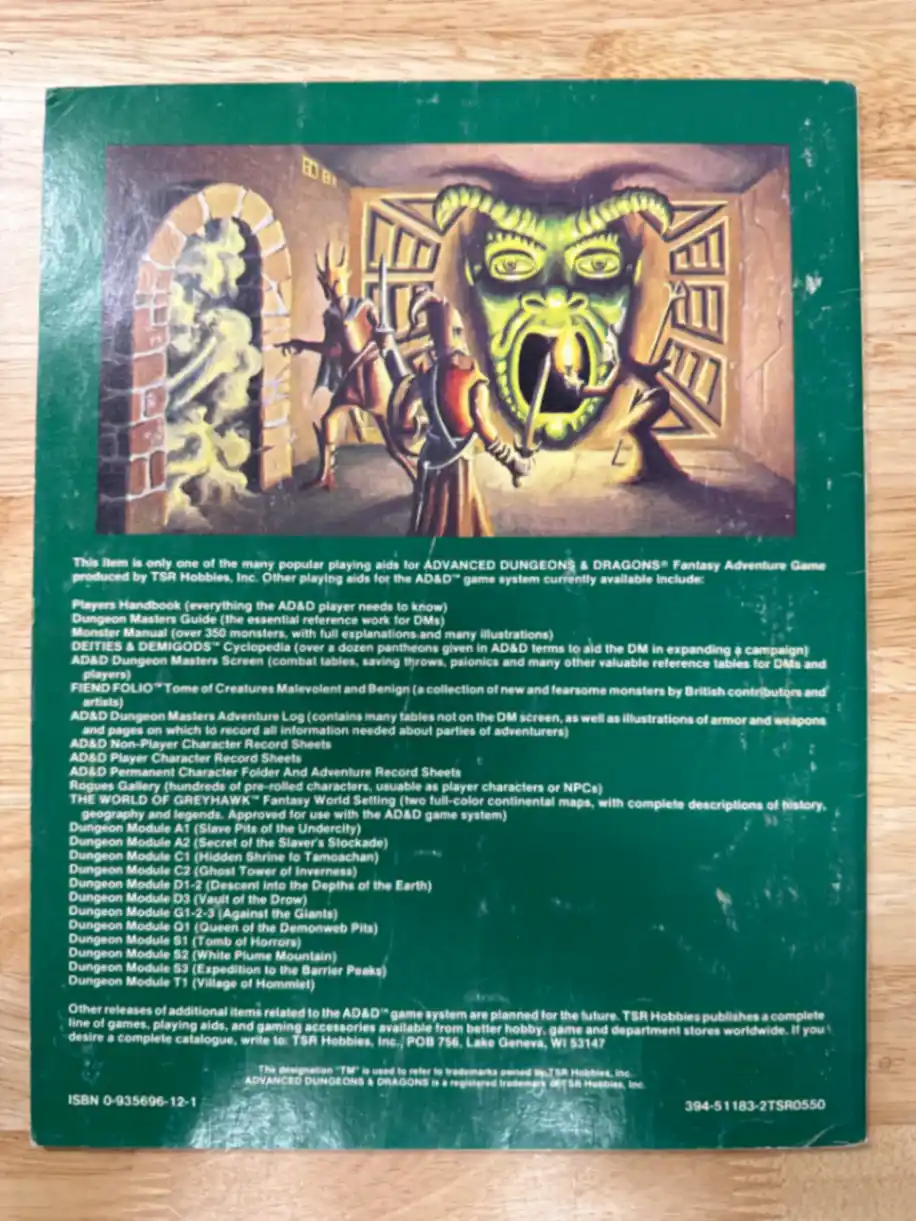 This item is only one of the many popular playing aids for ADVANCED DUNGEONS & DRAGONS® Fantasy Adventure Game
produced by TSR Hobbies, Inc. Other playing aids for the AD&D™ game system currently available include:
Players Handbook (everything the AD&D player needs to know)
Dungeon Masters Guide (the essential reference work for DMs)
Monster Manual (over 350 monsters, with full explanations and many illustrations)
DEITIES & DEMIGODS™ Cyclopedia (over a dozen pantheons given in AD&D terms to aid the DM in expanding a campaign)
AD&D Dungeon Masters Screen (combat tables, saving throws, psionics and many other valuable reference tables for DMs and
players)
FIEND FOLIO™ Tome of Creatures Malevolent and Benign (a collection of new and fearsome monsters by British contributors and
artists)
AD&D Dungeon Masters Adventure Log (contains many tables not on the DM screen, as well as illustrations of armor and weapons
and pages on which to record all information needed about parties of adventurers)
AD&D Non-Player Character Record Sheets
AD&D Player Character Record Sheets
AD&D Permanent Character Folder And Adventure Record Sheets
Rogues Gallery (hundreds of pre-rolled characters, usuable as player characters or NPCs)
THE WORLD OF GREYHAWK™ Fantasy World Setting (two full-color continental maps, with complete descriptions of history,
geography and legends. Approved for use with the AD&D game system)
Dungeon Module A1 (Slave Pits of the Undercity)
Dungeon Module A2 (Secret of the Slaver's Stockade)
Dungeon Module C1 (Hidden Shrine fo Tamoachan)
Dungeon Module C2 (Ghost Tower of Inverness)
Dungeon Module D1-2 (Descent into the Depths of the Earth)
Dungeon Module D3 (Vault of the Drow)
Dungeon Module G1-2-3 (Against the Giants)
Dungeon Module Q1 (Queen of the Demonweb Pits)
Dungeon Module S1 (Tomb of Horrors)
Dungeon Module S2 (White Plume Mountain)
Dungeon Module S3 (Expedition to the Barrier Peaks)
Dungeon Module T1 (Village of Hommlet)
Other releases of additional items related to the AD&D™ game system are planned for the future. TSR Hobbies publishes a complete
line of games, playing aids, and gaming accessories available from better hobby, game and department stores worldwide. If you
desire a complete catalogue, write to: TSR Hobbies, Inc., POB 756, Lake Geneva, WI 53147
The designation "TM" is used to refer to trademarks owned by TSR Hobbies, Inc.
ADVANCED DUNGEONS & DRAGONS is a registered trademark of TSR Hobbies, Inc.
ISBN 0-935696-12-1
394-51183-2TSR0550